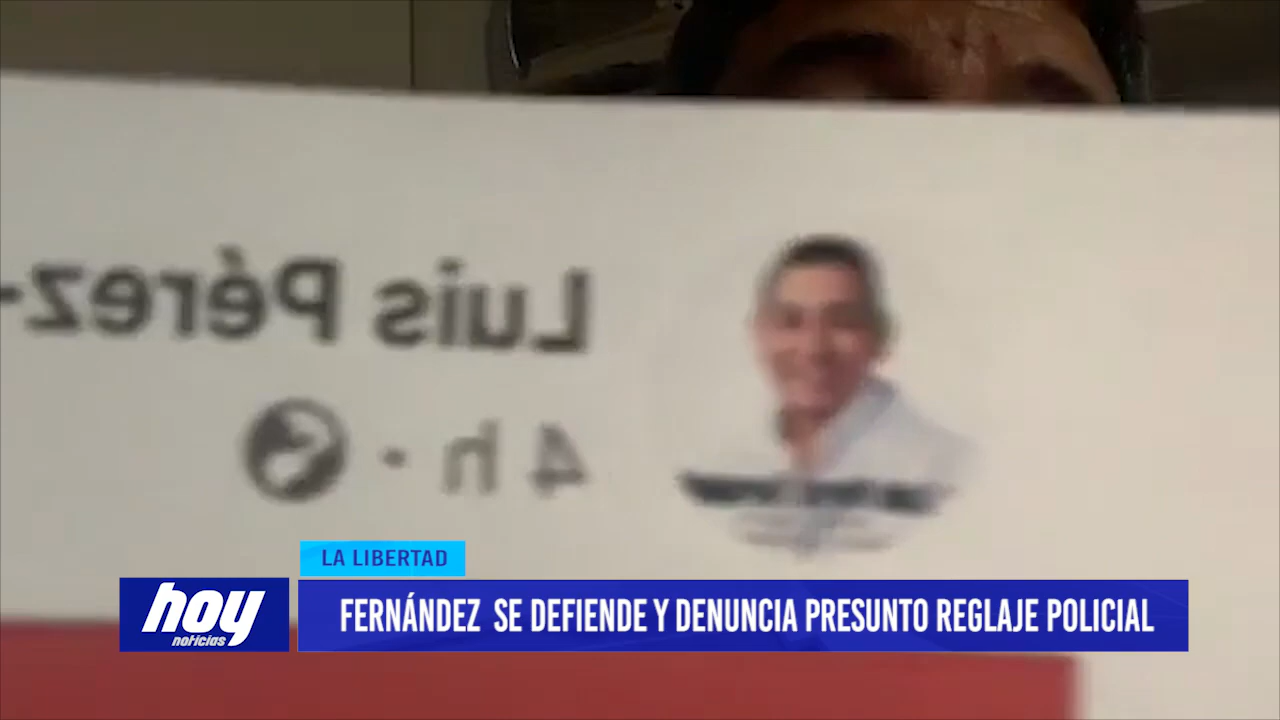 Luis Pérez-
4 h ·
LA LIBERTAD
hoy
noticias
FERNÁNDEZ SE DEFIENDE Y DENUNCIA PRESUNTO REGLAJE POLICIAL